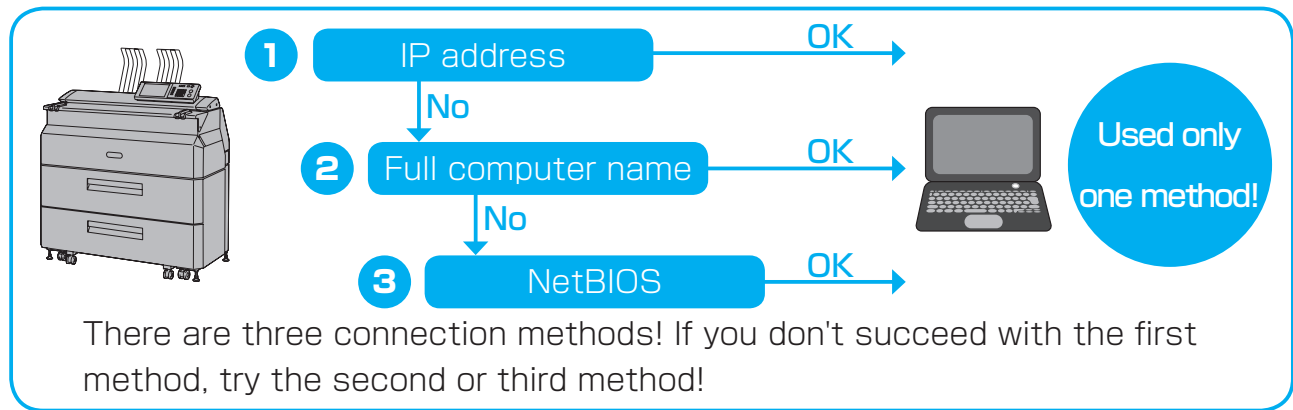 1 IP address OK
No
2 Full computer name OK
No
3 NetBIOS OK
Used only
one method!
There are three connection methods! If you don't succeed with the first
method, try the second or third method!